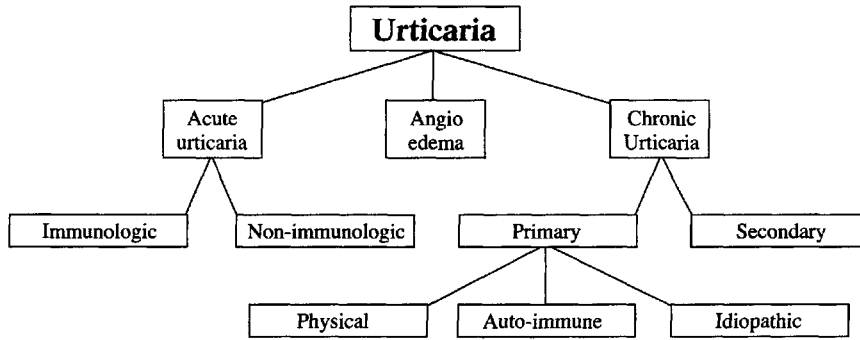 Urticaria
Acute
urticaria
Angio
edema
Chronic
Urticaria
Immunologic
Non-immunologic
Primary
Secondary
Physical
Auto-immune
Idiopathic